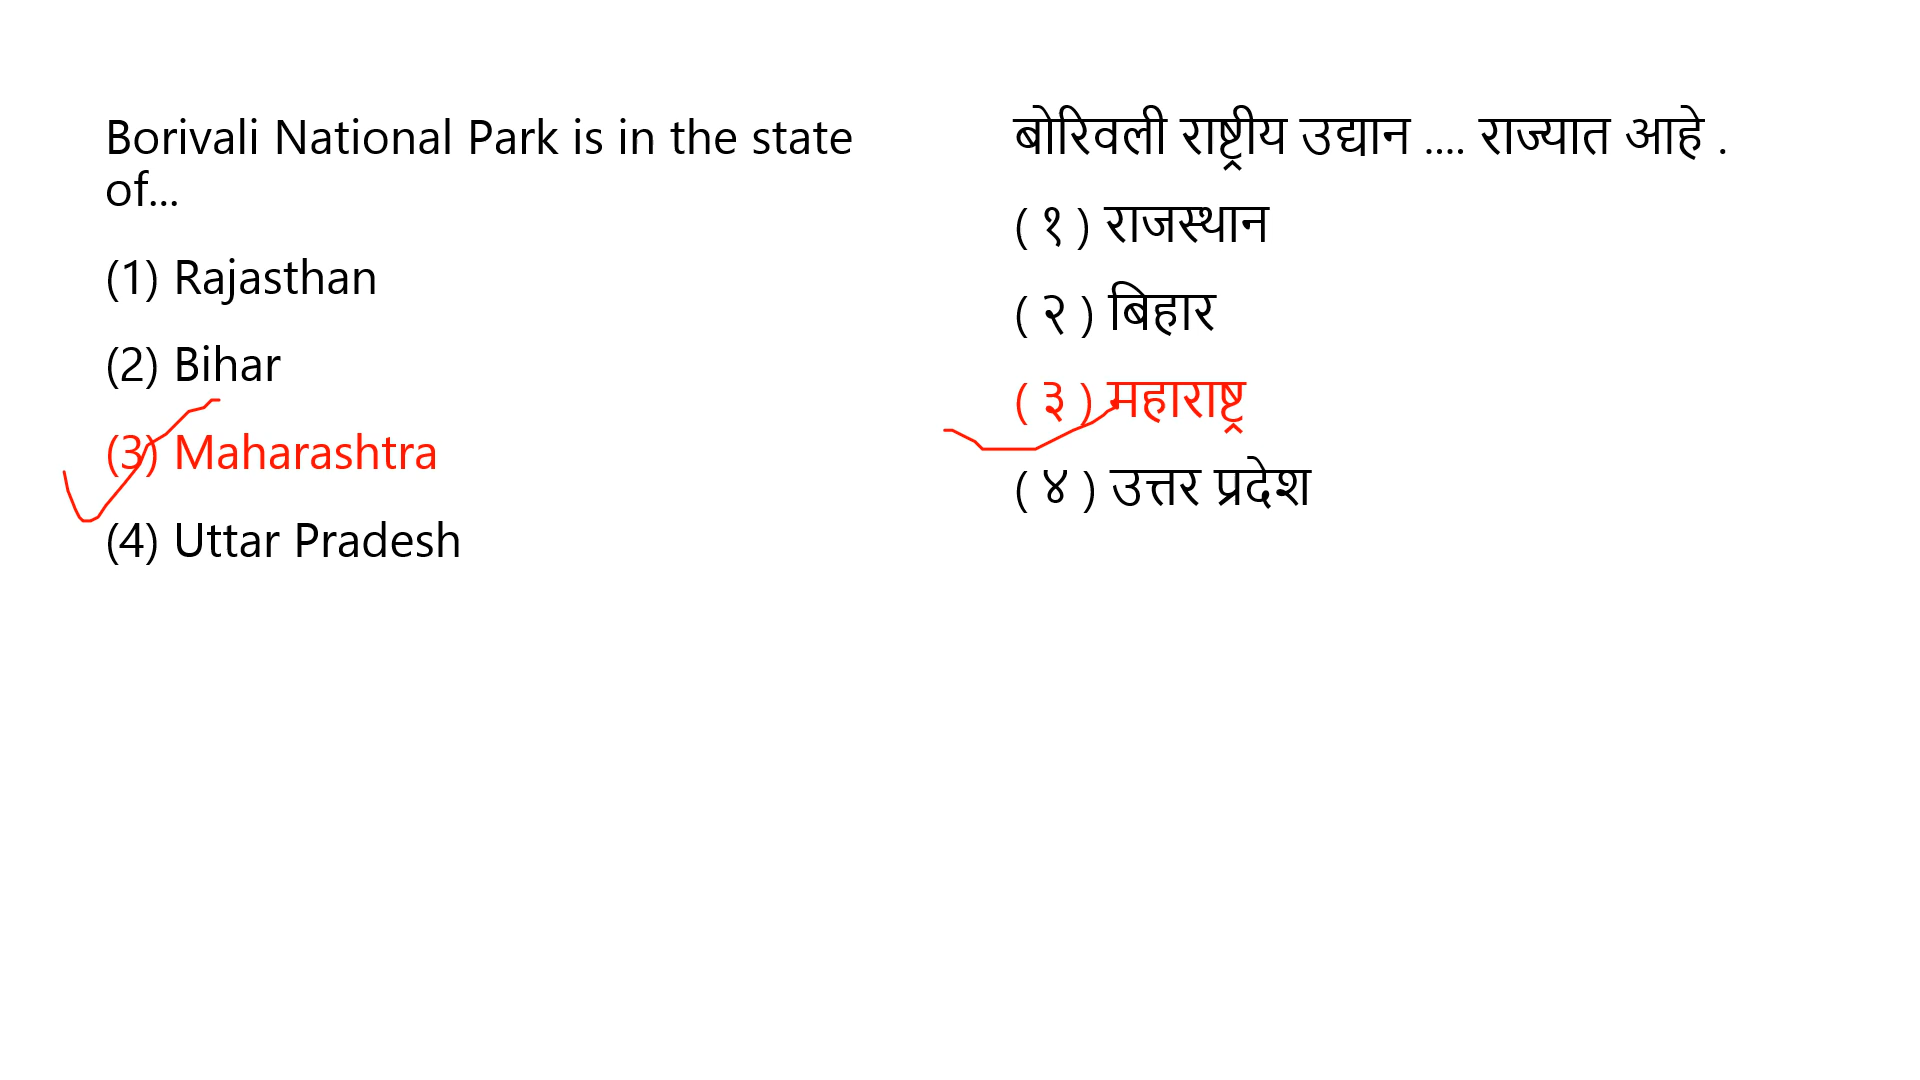 Borivali National Park is in the state
of...
(1) Rajasthan
(2) Bihar
(3) Maharashtra
(4) Uttar Pradesh
बोरिवली राष्ट्रीय उद्यान .... राज्यात आहे .
( १ ) राजस्थान
( २ ) बिहार
( ३ ) महाराष्ट्र
( ४ ) उत्तर प्रदेश